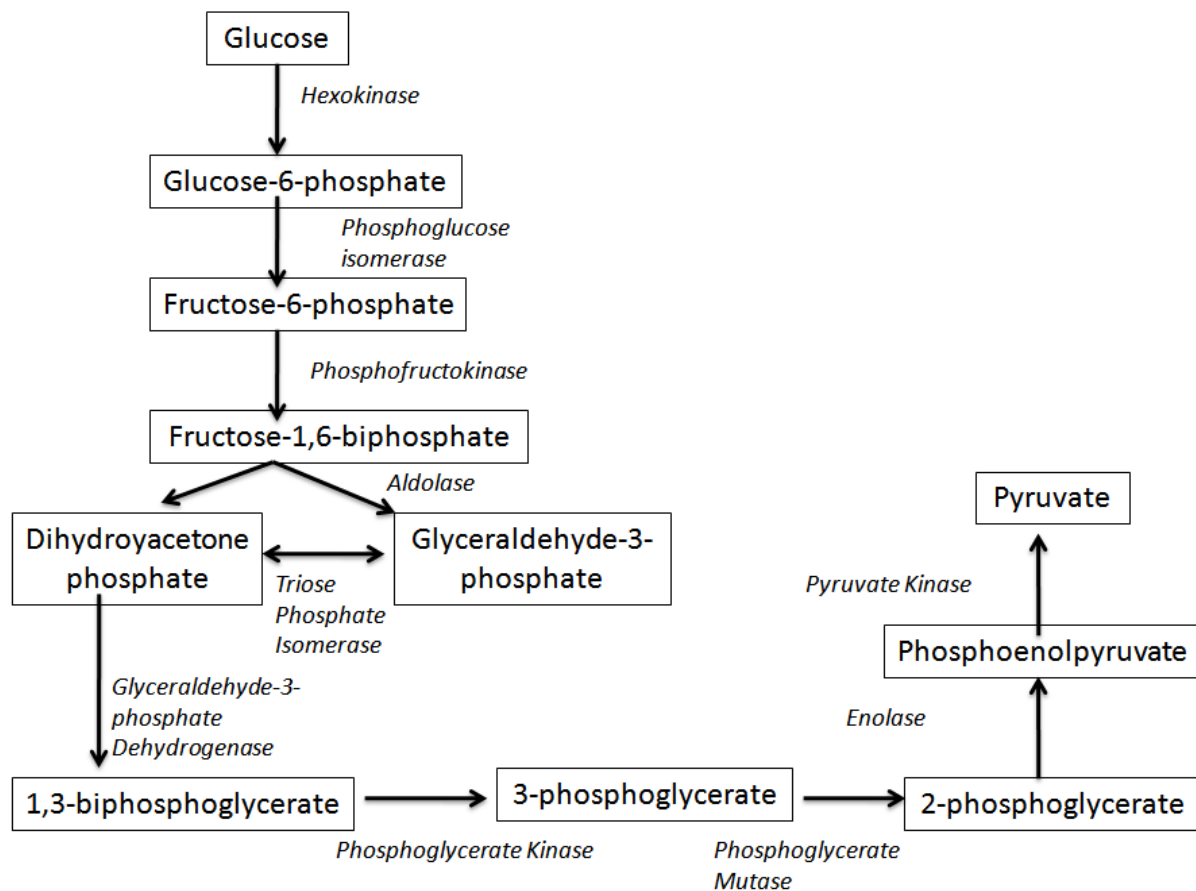 Glucose
Hexokinase
Glucose-6-phosphate
Phosphoglucose
isomerase
Fructose-6-phosphate
Phosphofructokinase
Fructose-1,6-biphosphate
Aldolase
Dihydroyacetone
phosphate
Glyceraldehyde-3-
phosphate
Triose
Phosphate
Isomerase
Glyceraldehyde-3-
phosphate
Dehydrogenase
1,3-biphosphoglycerate
Phosphoglycerate Kinase
3-phosphoglycerate
Phosphoglycerate
Mutase
2-phosphoglycerate
Enolase
Phosphoenolpyruvate
Pyruvate Kinase
Pyruvate